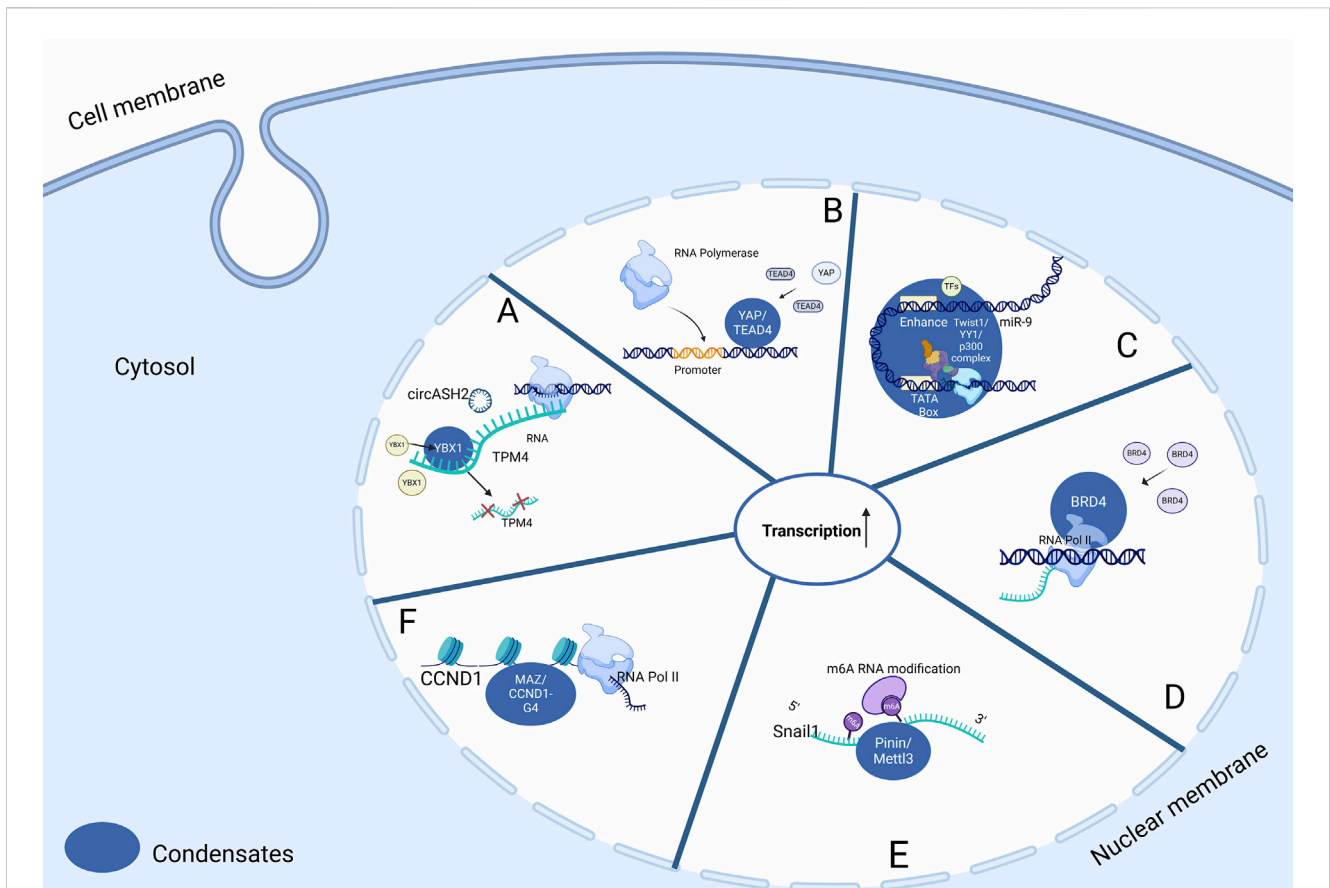 Cell membrane
Cytosol
Nuclear membrane
Condensates
Transcription
A
circASH2
YBX1
YBX1
YBX1
RNA
TPM4
TPM4
B
RNA Polymerase
TEAD4
YAP
TEAD4
YAP/
TEAD4
Promoter
C
TFs
Enhance
miR-9
Twist1/
YY1/
p300
complex
TATA
Box
D
BRD4
BRD4
BRD4
BRD4
RNA Pol II
E
m6A RNA modification
m6A
m6A
5'
3'
Snail1
Pinin/
Mettl3
F
CCND1
MAZ/
CCND1-
G4
RNA Pol II